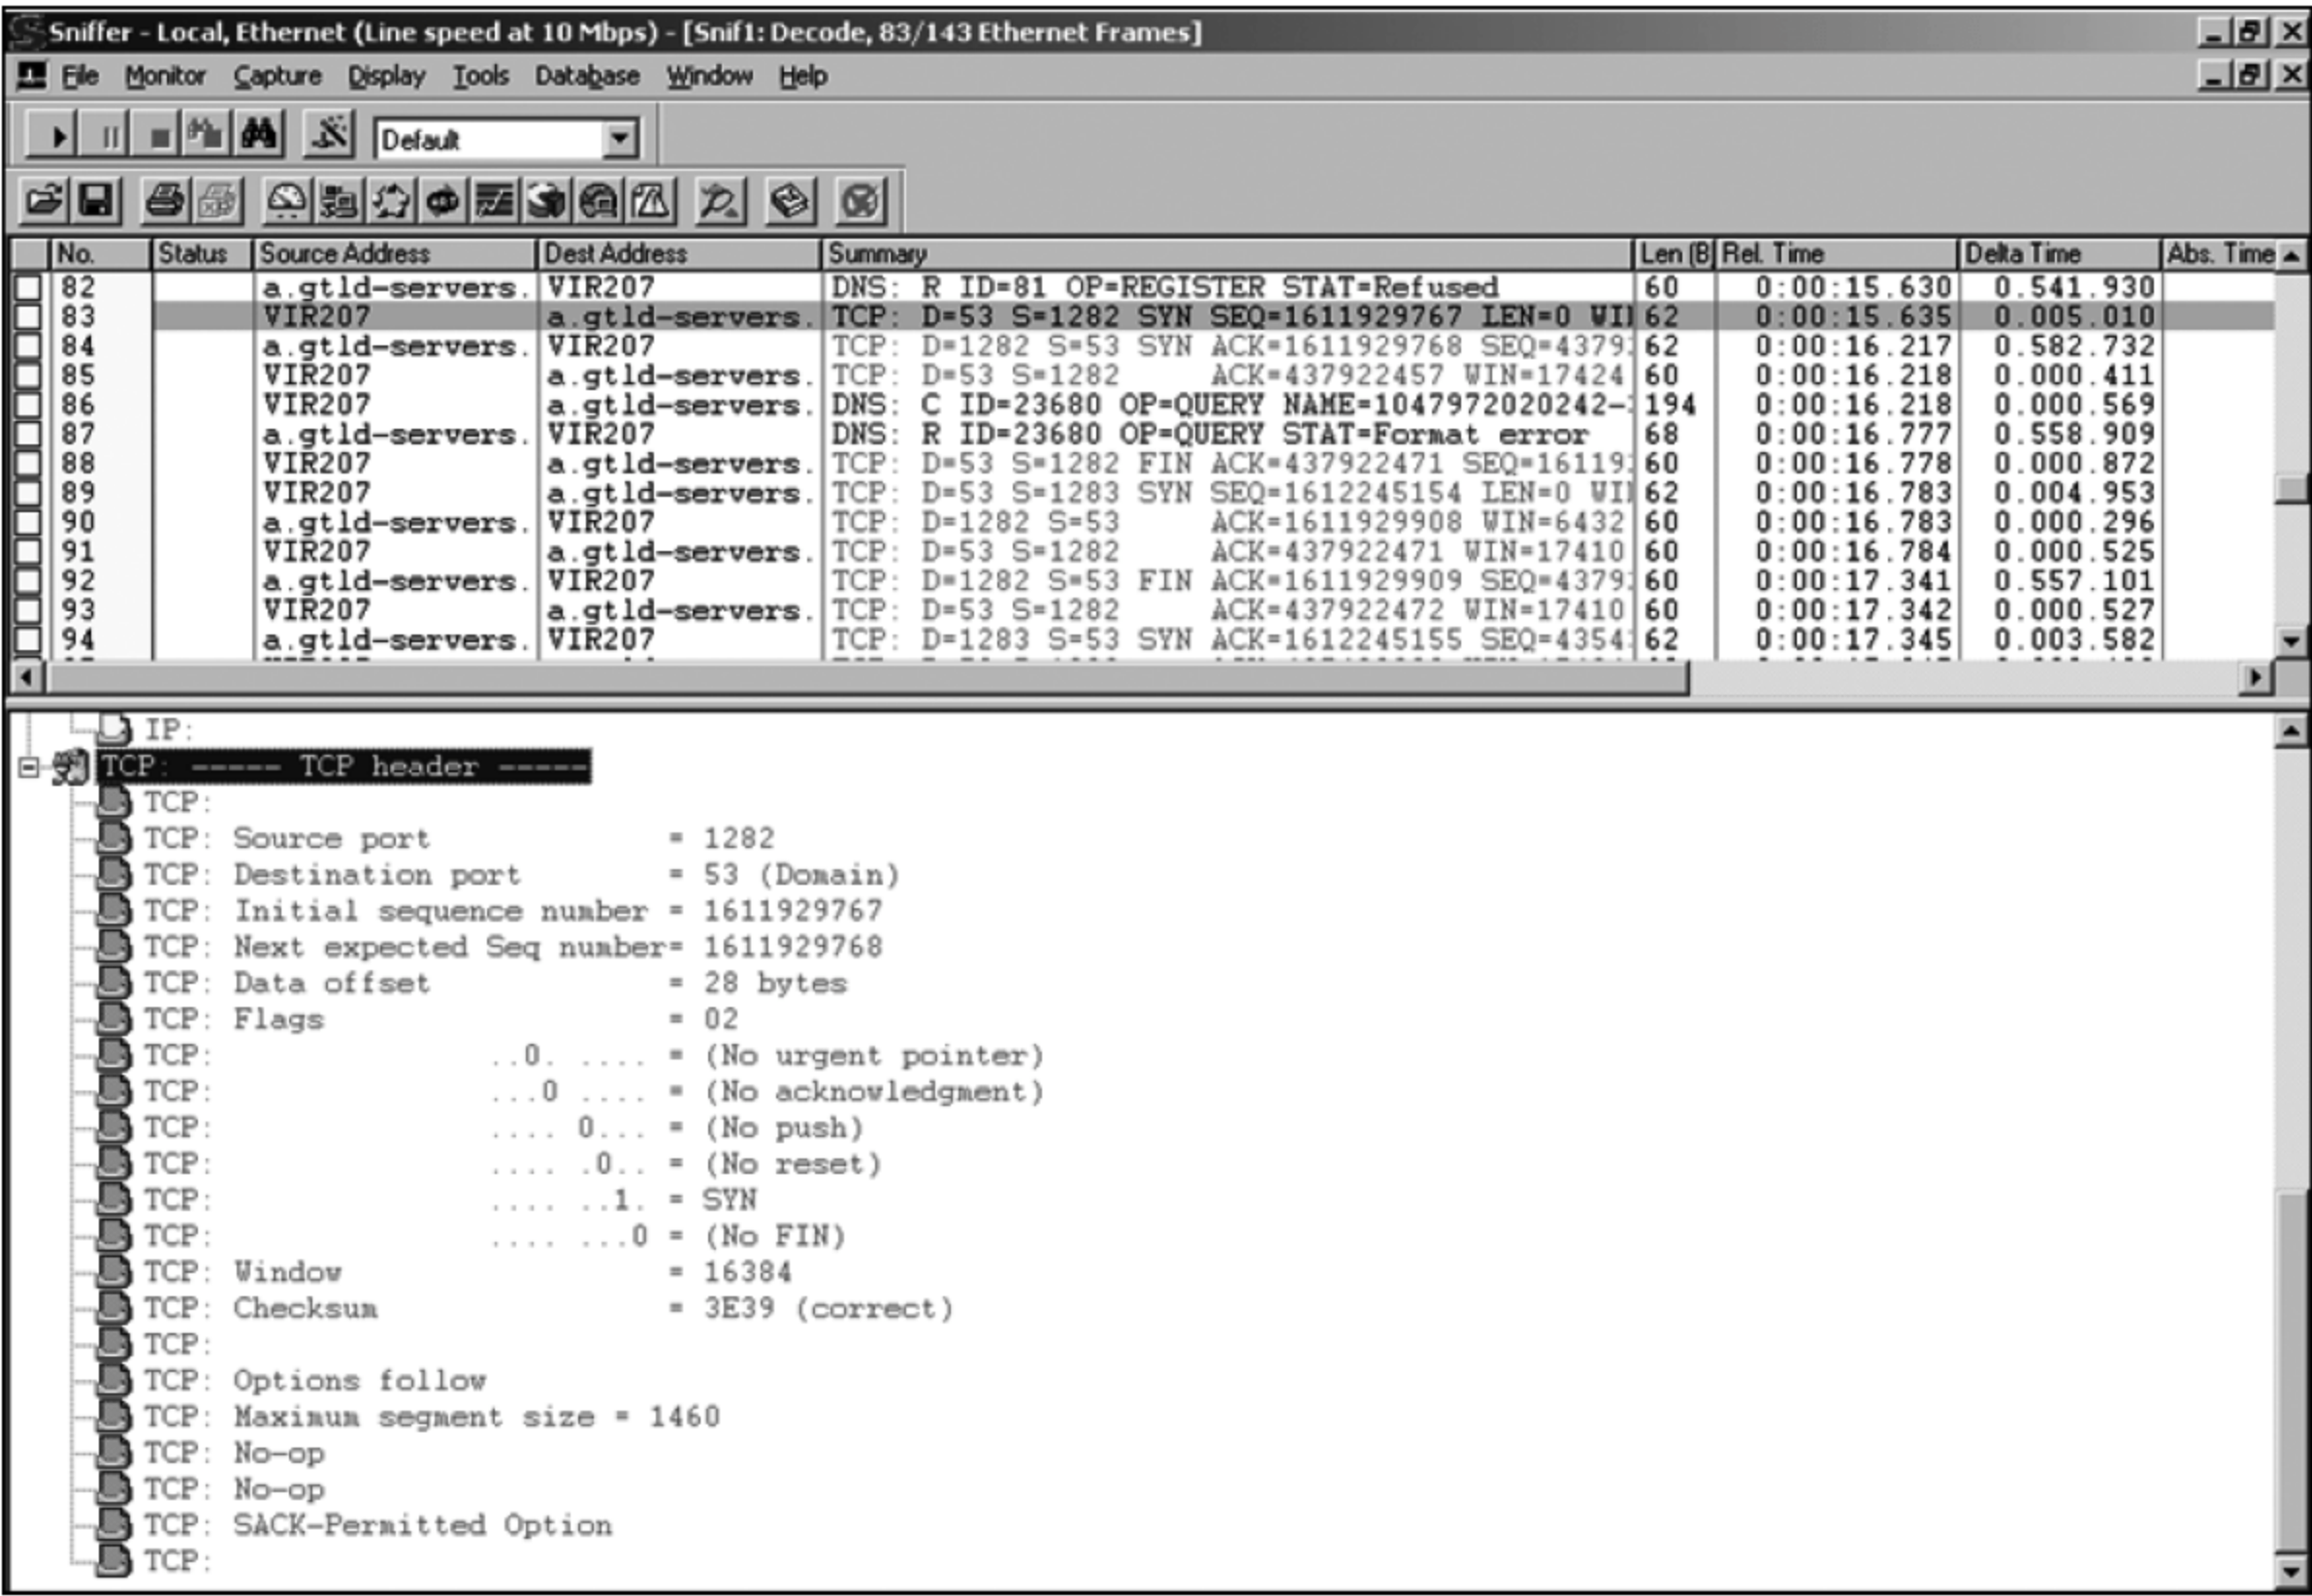 Sniffer - Local, Ethernet (Line speed at 10 Mbps) - [Snif1: Decode, 83/143 Ethernet Frames]
File Monitor Capture Display Tools Database Window Help
Default
No. Status Source Address Dest Address Summary Len (B Rel. Time Delta Time Abs. Time
82 a.gtld-servers. VIR207 DNS: R ID=81 OP=REGISTER STAT=Refused 60 0:00:15.630 0.541.930
83 VIR207 a.gtld-servers. TCP: D=53 S=1282 SYN SEQ=1611929767 LEN=0 WI 62 0:00:15.635 0.005.010
84 a.gtld-servers. VIR207 TCP: D=1282 S=53 SYN ACK=1611929768 SEQ=4379 62 0:00:16.217 0.582.732
85 VIR207 a.gtld-servers. TCP: D=53 S=1282 ACK=437922457 WIN=17424 60 0:00:16.218 0.000.411
86 VIR207 a.gtld-servers. DNS: C ID=23680 OP=QUERY NAME=1047972020242- 194 0:00:16.218 0.000.569
87 a.gtld-servers. VIR207 DNS: R ID=23680 OP=QUERY STAT=Format error 68 0:00:16.777 0.558.909
88 VIR207 a.gtld-servers. TCP: D=53 S=1282 FIN ACK=437922471 SEQ=16119 60 0:00:16.778 0.000.872
89 VIR207 a.gtld-servers. TCP: D=53 S=1283 SYN SEQ=1612245154 LEN=0 WI 62 0:00:16.783 0.004.953
90 a.gtld-servers. VIR207 TCP: D=1282 S=53 ACK=1611929908 WIN=6432 60 0:00:16.783 0.000.296
91 VIR207 a.gtld-servers. TCP: D=53 S=1282 ACK=437922471 WIN=17410 60 0:00:16.784 0.000.525
92 a.gtld-servers. VIR207 TCP: D=1282 S=53 FIN ACK=1611929909 SEQ=4379 60 0:00:17.341 0.557.101
93 VIR207 a.gtld-servers. TCP: D=53 S=1282 ACK=437922472 WIN=17410 60 0:00:17.342 0.000.527
94 a.gtld-servers. VIR207 TCP: D=1283 S=53 SYN ACK=1612245155 SEQ=4354 62 0:00:17.345 0.003.582
IP:
TCP: ----- TCP header -----
TCP:
TCP: Source port = 1282
TCP: Destination port = 53 (Domain)
TCP: Initial sequence number = 1611929767
TCP: Next expected Seq number= 1611929768
TCP: Data offset = 28 bytes
TCP: Flags = 02
TCP: ..0. .... = (No urgent pointer)
TCP: ...0 .... = (No acknowledgment)
TCP: .... 0... = (No push)
TCP: .... .0.. = (No reset)
TCP: .... ..1. = SYN
TCP: .... ...0 = (No FIN)
TCP: Window = 16384
TCP: Checksum = 3E39 (correct)
TCP:
TCP: Options follow
TCP: Maximum segment size = 1460
TCP: No-op
TCP: No-op
TCP: SACK-Permitted Option
TCP: